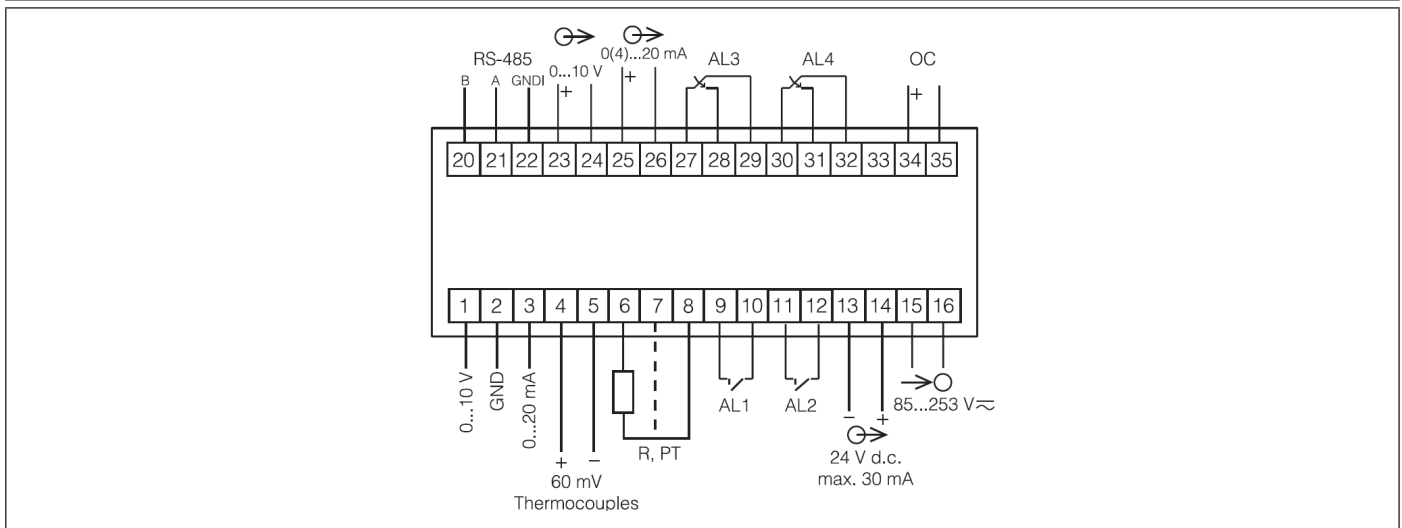 RS-485
B A GNDI
0...10 V
+
0(4)...20 mA
+
AL3
AL4
OC
+
20 21 22 23 24 25 26 27 28 29 30 31 32 33 34 35
1 2 3 4 5 6 7 8 9 10 11 12 13 14 15 16
0...10 V
GND
0...20 mA
+ −
60 mV
Thermocouples
R, PT
AL1
AL2
− +
24 V d.c.
max. 30 mA
85...253 V⎓